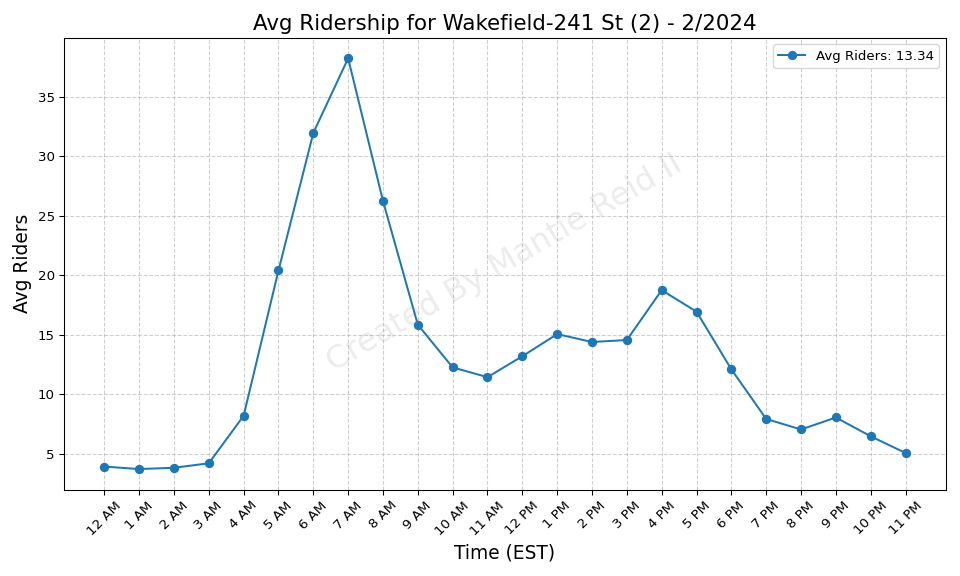 Avg Ridership for Wakefield-241 St (2) - 2/2024
Avg Riders: 13.34
Avg Riders
35
30
25
20
15
10
5
Created By Mantie Reid II
12 AM
1 AM
2 AM
3 AM
4 AM
5 AM
6 AM
7 AM
8 AM
9 AM
10 AM
11 AM
12 PM
1 PM
2 PM
3 PM
4 PM
5 PM
6 PM
7 PM
8 PM
9 PM
10 PM
11 PM
Time (EST)